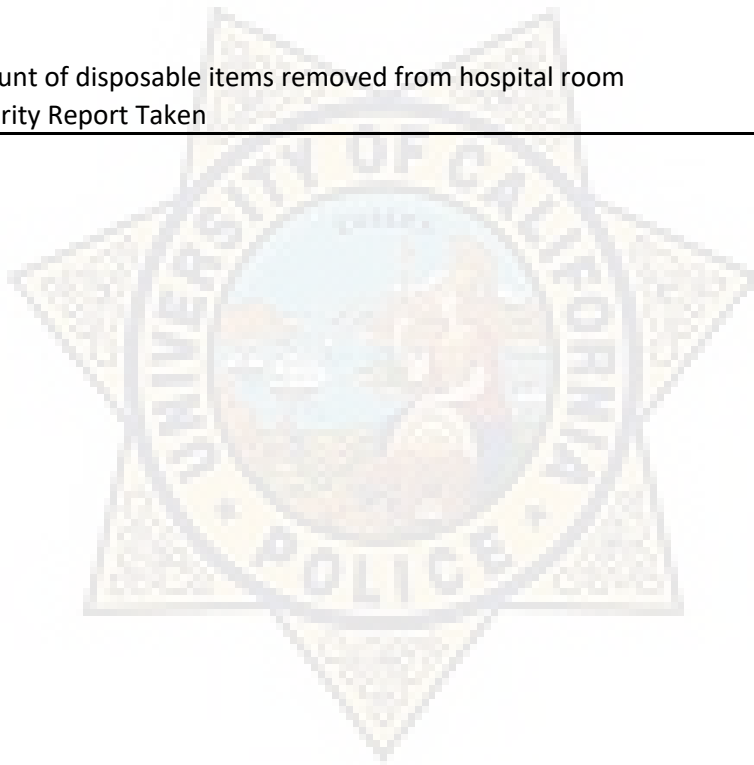 unt of disposable items removed from hospital room
rity Report Taken
UNIVERSITY OF CALIFORNIA
POLICE